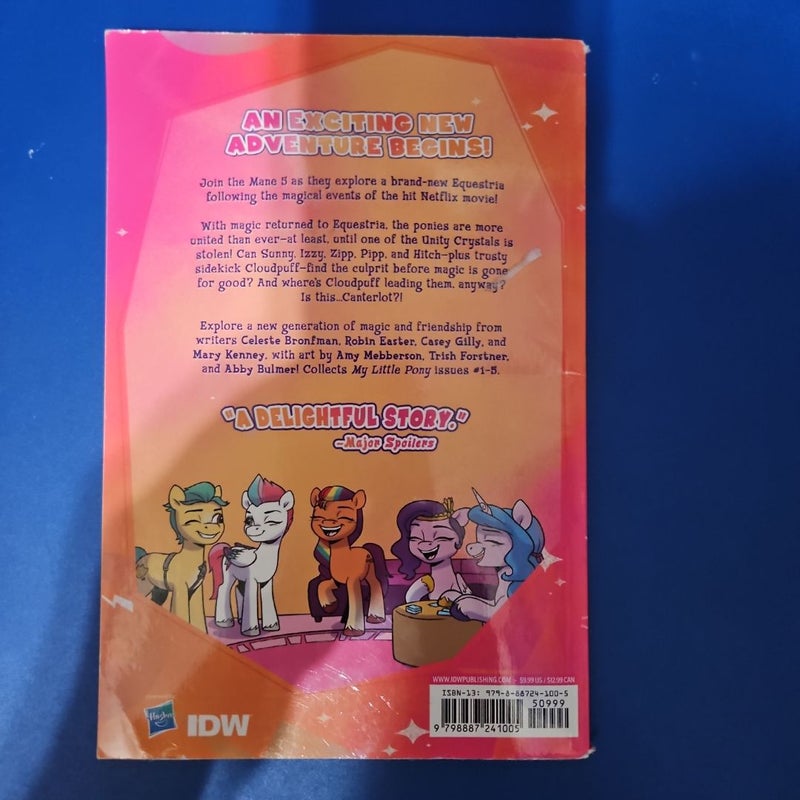 AN EXCITING NEW
ADVENTURE BEGINS!
Join the Mane 5 as they explore a brand-new Equestria
following the magical events of the hit Netflix movie!
With magic returned to Equestria, the ponies are more
united than ever—at least, until one of the Unity Crystals is
stolen! Can Sunny, Izzy, Zipp, Pipp, and Hitch—plus trusty
sidekick Cloudpuff—find the culprit before magic is gone
for good? And where's Cloudpuff leading them, anyway?
Is this...Canterlot?!
Explore a new generation of magic and friendship from
writers Celeste Bronfman, Robin Easter, Casey Gilly, and
Mary Kenney, with art by Amy Mebberson, Trish Forstner,
and Abby Bulmer! Collects My Little Pony issues #1-5.
"A DELIGHTFUL STORY."
—Major Spoilers
WWW.IDWPUBLISHING.COM • $9.99 US / $12.99 CAN
ISBN-13: 979-8-88724-100-5
50999
9 798887 241005
Hasbro
IDW